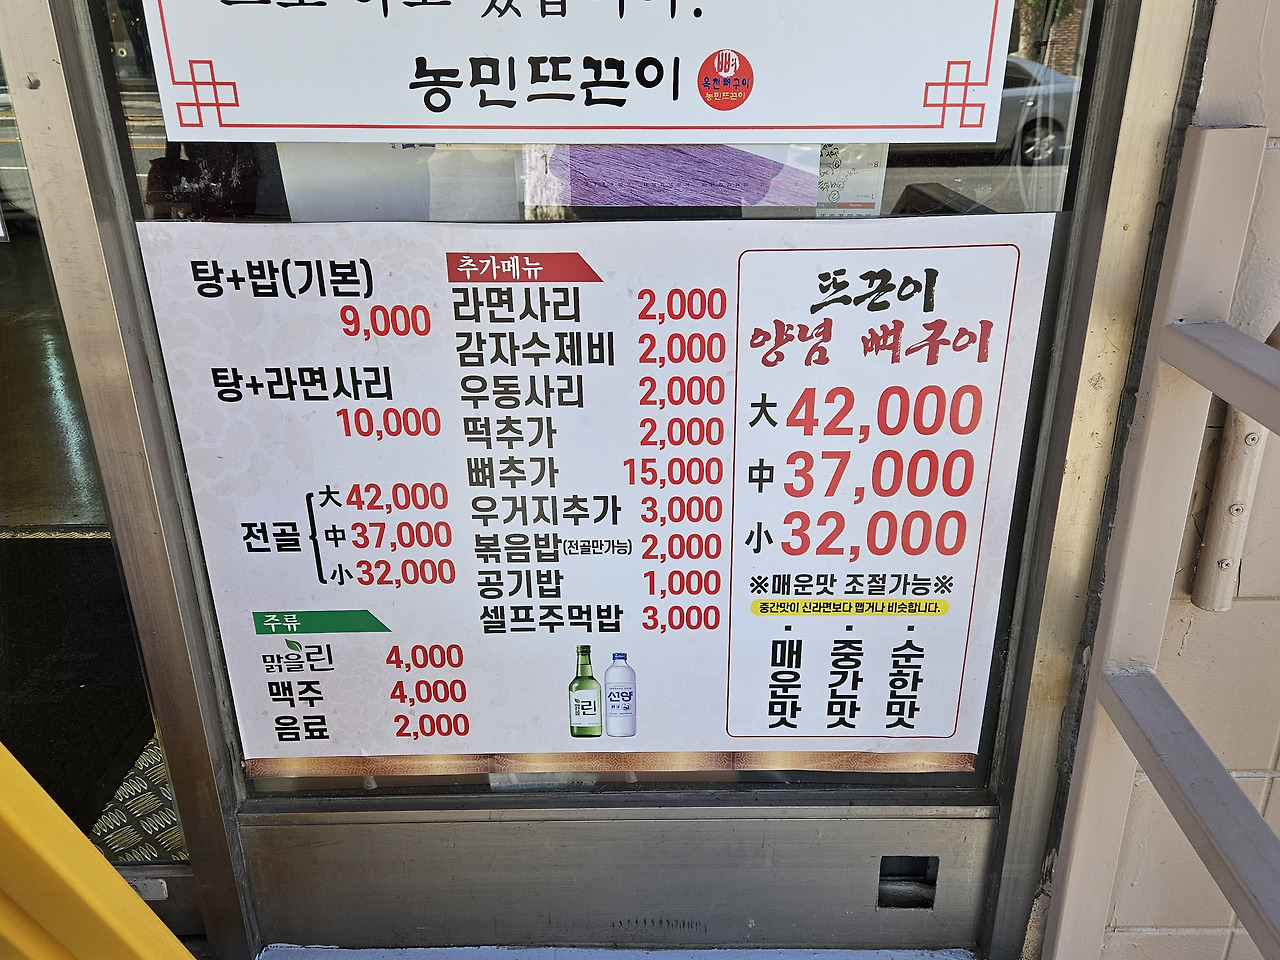 농민뜨끈이
뼈
옥천뼈구이
농민뜨끈이
탕+밥(기본)
9,000
탕+라면사리
10,000
전골
大 42,000
中 37,000
小 32,000
주류
맑을린 4,000
맥주 4,000
음료 2,000
추가메뉴
라면사리 2,000
감자수제비 2,000
우동사리 2,000
떡추가 2,000
뼈추가 15,000
우거지추가 3,000
볶음밥(전골만가능) 2,000
공기밥 1,000
셀프주먹밥 3,000
린
선양
뜨끈이
양념 뼈구이
大 42,000
中 37,000
小 32,000
※매운맛 조절가능※
중간맛이 신라면보다 맵거나 비슷합니다.
매운맛
중간맛
순한맛